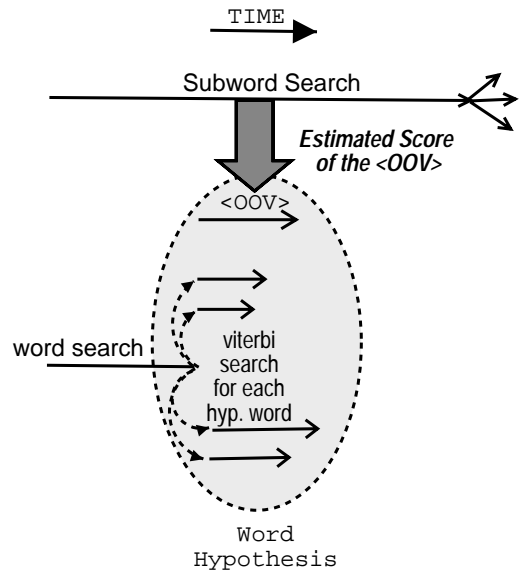 TIME
Subword Search
Estimated Score
of the <OOV>
<OOV>
word search
viterbi
search
for each
hyp. word
Word
Hypothesis